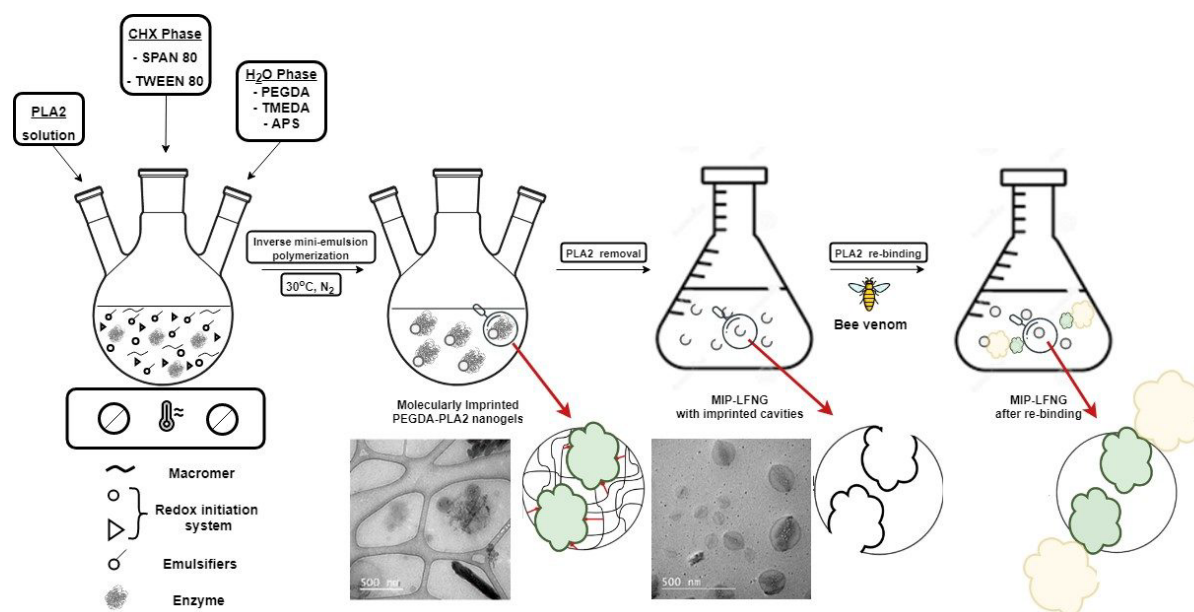 PLA2
solution
CHX Phase
- SPAN 80
- TWEEN 80
H2O Phase
- PEGDA
- TMEDA
- APS
Inverse mini-emulsion
polymerization
30°C, N2
PLA2 removal
PLA2 re-binding
Bee venom
Molecularly Imprinted
PEGDA-PLA2 nanogels
MIP-LFNG
with imprinted cavities
MIP-LFNG
after re-binding
Macromer
Redox initiation
system
Emulsifiers
Enzyme
500 nm
500 nm